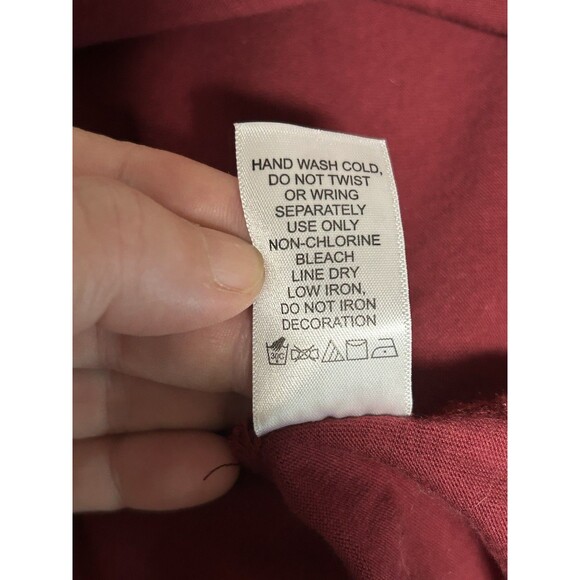 HAND WASH COLD,
DO NOT TWIST
OR WRING
SEPARATELY
USE ONLY
NON-CHLORINE
BLEACH
LINE DRY
LOW IRON,
DO NOT IRON
DECORATION
30C